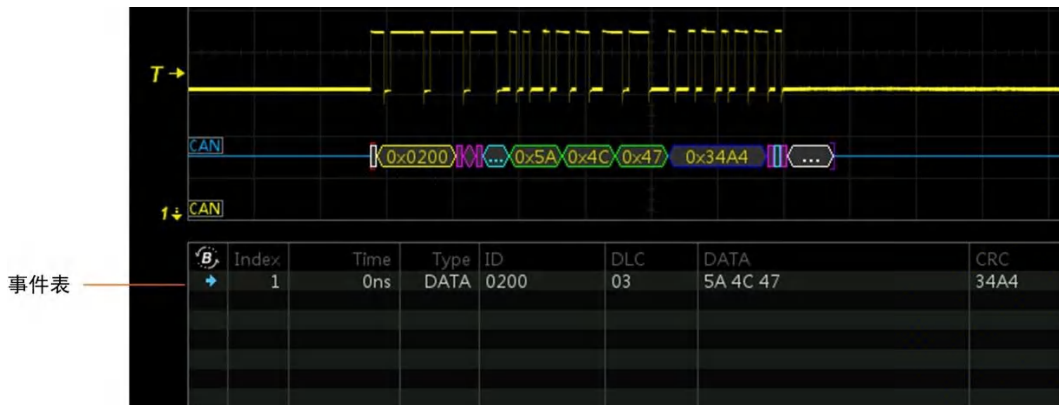 T
CAN
0x0200 ... 0x5A 0x4C 0x47 0x34A4 ...
1 CAN
B Index Time Type ID DLC DATA CRC
1 0ns DATA 0200 03 5A 4C 47 34A4
事件表